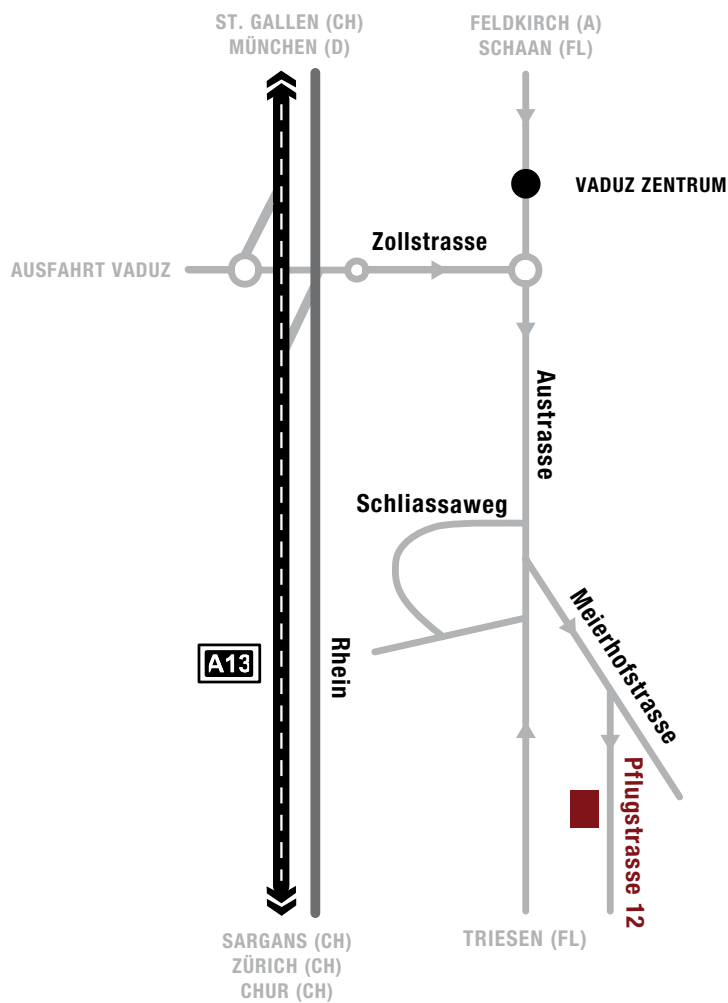 ST. GALLEN (CH)
MÜNCHEN (D)
FELDKIRCH (A)
SCHAAN (FL)
VADUZ ZENTRUM
Zollstrasse
AUSFAHRT VADUZ
Austrasse
Schliassaweg
Meierhofstrasse
Rhein
A13
Pflugstrasse 12
SARGANS (CH)
ZÜRICH (CH)
CHUR (CH)
TRIESEN (FL)